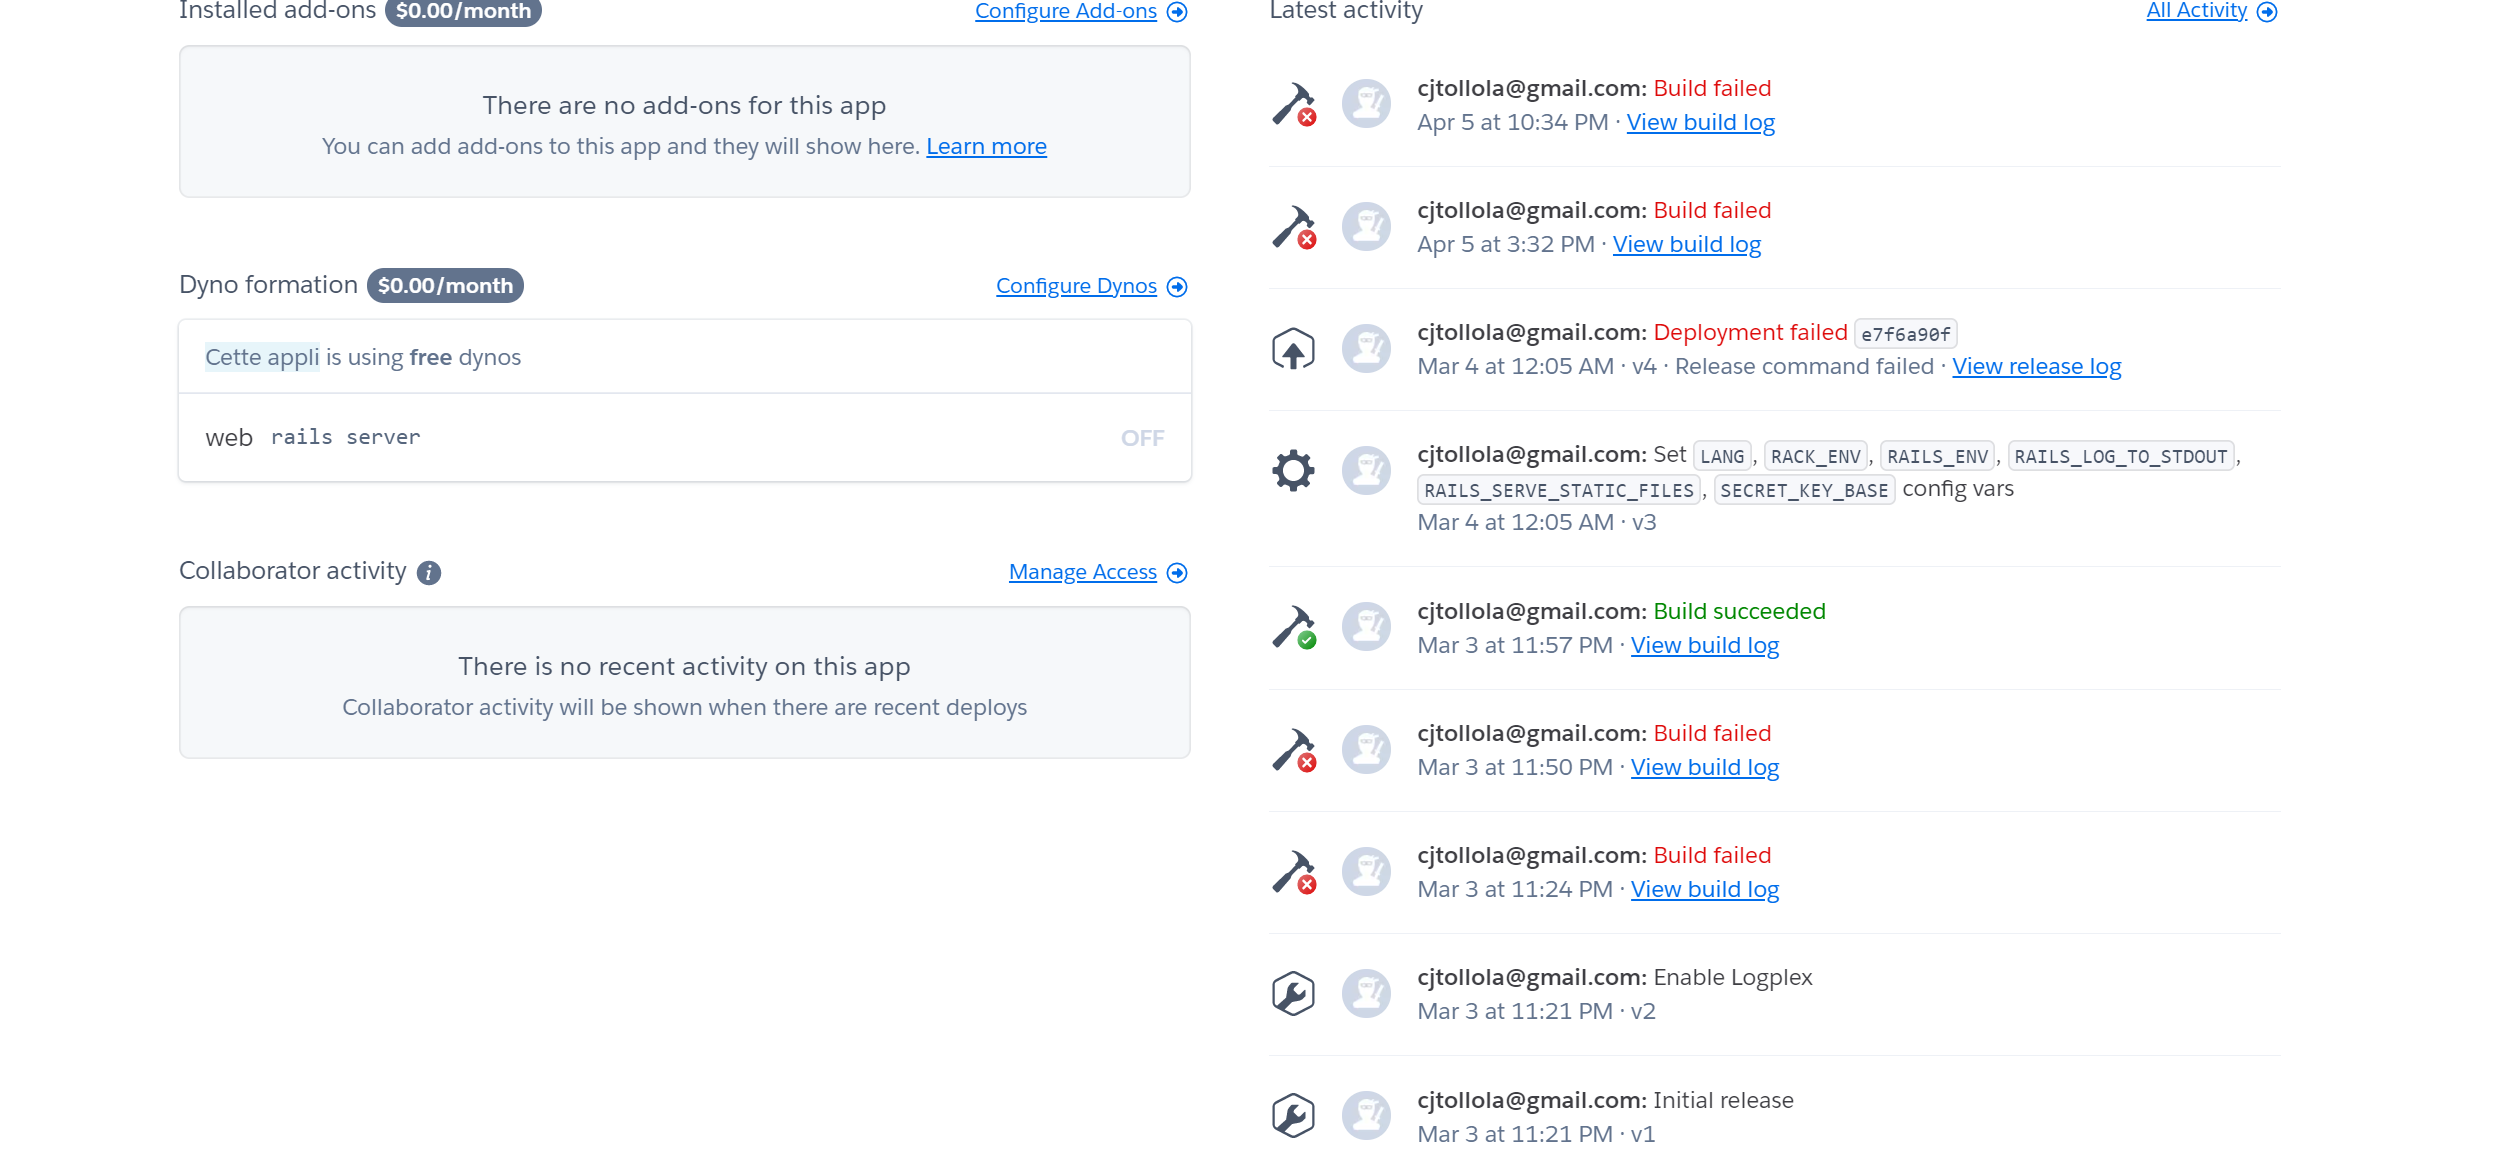 Installed add-ons $0.00/month Configure Add-ons
There are no add-ons for this app
You can add add-ons to this app and they will show here. Learn more
Dyno formation $0.00/month Configure Dynos
Cette appli is using free dynos
web rails server OFF
Collaborator activity i Manage Access
There is no recent activity on this app
Collaborator activity will be shown when there are recent deploys
Latest activity All Activity
cjtollola@gmail.com: Build failed
Apr 5 at 10:34 PM · View build log
cjtollola@gmail.com: Build failed
Apr 5 at 3:32 PM · View build log
cjtollola@gmail.com: Deployment failed e7f6a90f
Mar 4 at 12:05 AM · v4 · Release command failed · View release log
cjtollola@gmail.com: Set LANG, RACK_ENV, RAILS_ENV, RAILS_LOG_TO_STDOUT,
RAILS_SERVE_STATIC_FILES, SECRET_KEY_BASE config vars
Mar 4 at 12:05 AM · v3
cjtollola@gmail.com: Build succeeded
Mar 3 at 11:57 PM · View build log
cjtollola@gmail.com: Build failed
Mar 3 at 11:50 PM · View build log
cjtollola@gmail.com: Build failed
Mar 3 at 11:24 PM · View build log
cjtollola@gmail.com: Enable Logplex
Mar 3 at 11:21 PM · v2
cjtollola@gmail.com: Initial release
Mar 3 at 11:21 PM · v1